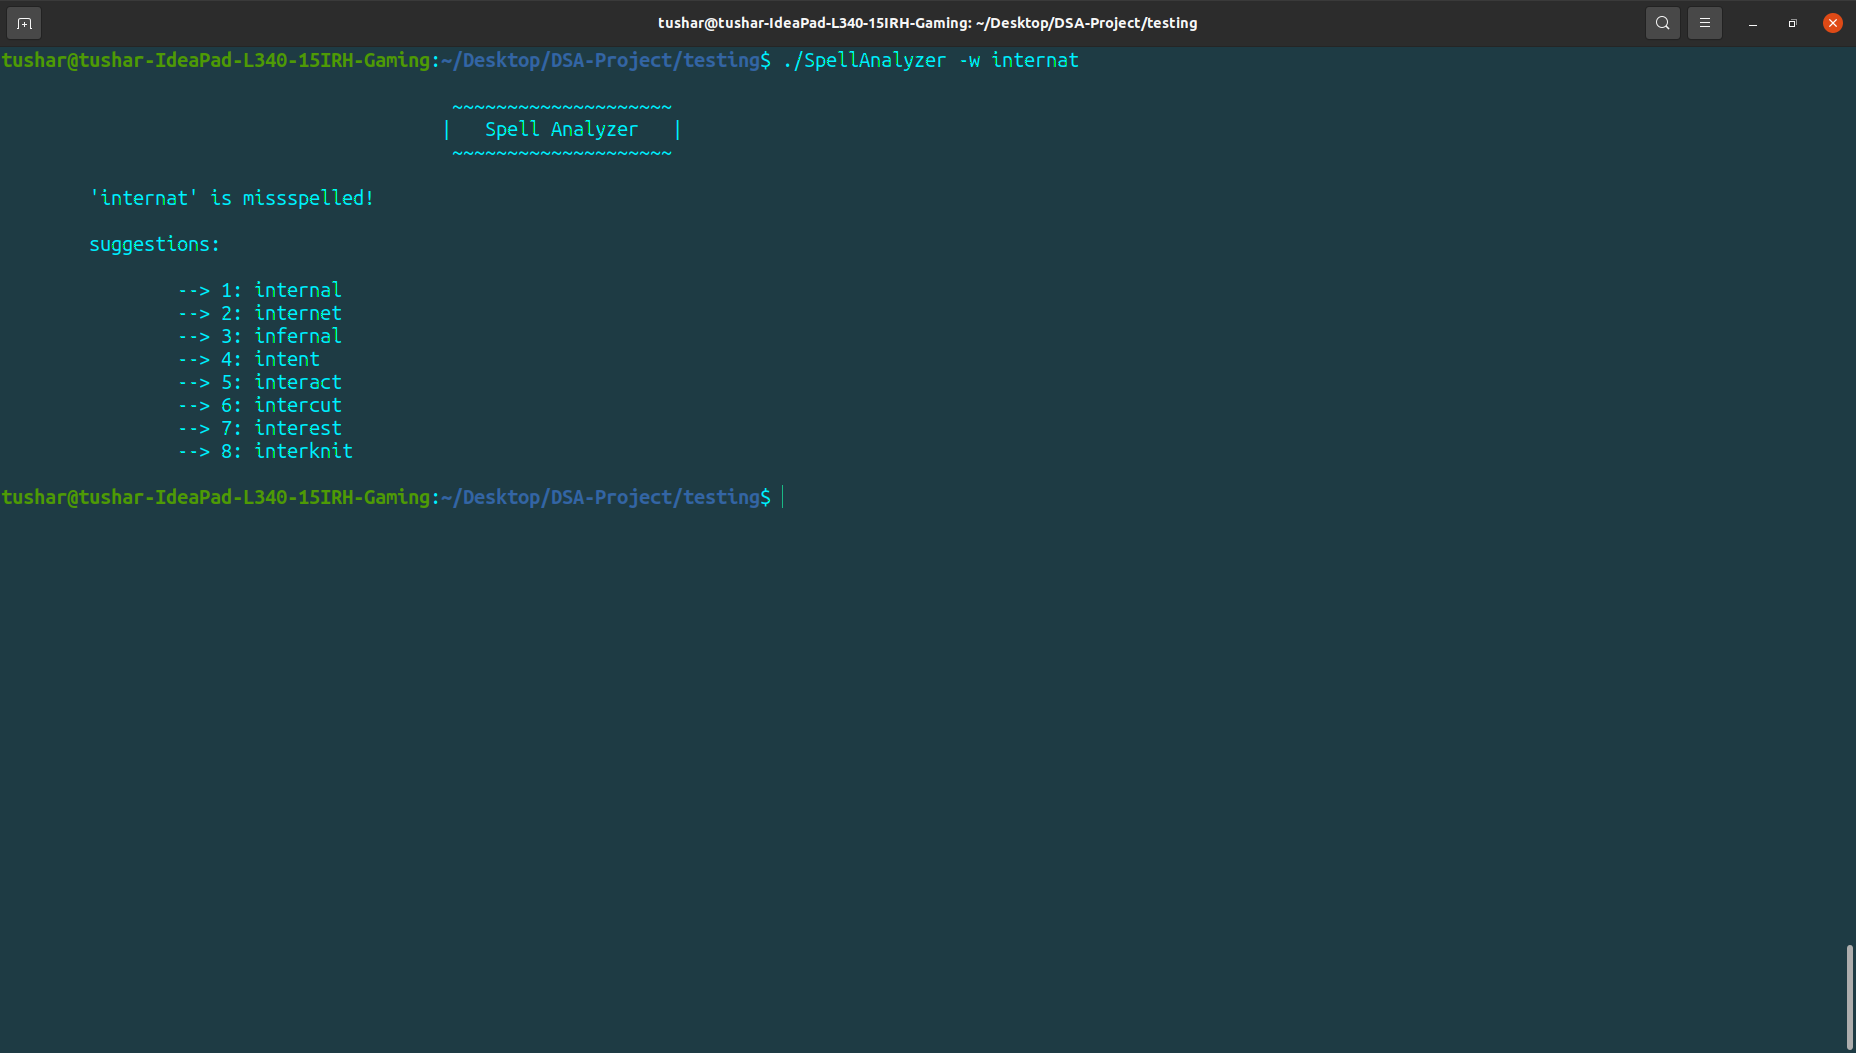 tushar@tushar-IdeaPad-L340-15IRH-Gaming: ~/Desktop/DSA-Project/testing
tushar@tushar-IdeaPad-L340-15IRH-Gaming:~/Desktop/DSA-Project/testing$ ./SpellAnalyzer -w internat
~~~~~~~~~~~~~~~~~~~~
|   Spell Analyzer   |
~~~~~~~~~~~~~~~~~~~~
'internat' is missspelled!
suggestions:
--> 1: internal
--> 2: internet
--> 3: infernal
--> 4: intent
--> 5: interact
--> 6: intercut
--> 7: interest
--> 8: interknit
tushar@tushar-IdeaPad-L340-15IRH-Gaming:~/Desktop/DSA-Project/testing$